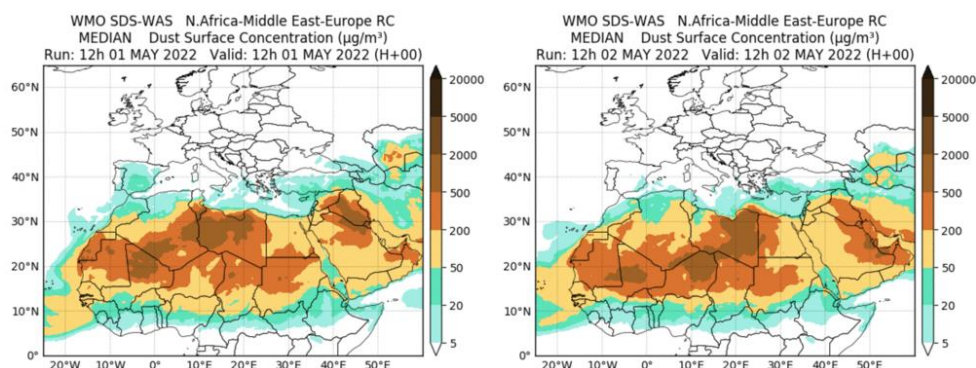 WMO SDS-WAS N.Africa-Middle East-Europe RC
MEDIAN Dust Surface Concentration (µg/m³)
Run: 12h 01 MAY 2022 Valid: 12h 01 MAY 2022 (H+00)
60°N
50°N
40°N
30°N
20°N
10°N
0°
20°W
10°W
0°
10°E
20°E
30°E
40°E
50°E
20000
5000
2000
500
200
50
20
5
WMO SDS-WAS N.Africa-Middle East-Europe RC
MEDIAN Dust Surface Concentration (µg/m³)
Run: 12h 02 MAY 2022 Valid: 12h 02 MAY 2022 (H+00)
60°N
50°N
40°N
30°N
20°N
10°N
0°
20°W
10°W
0°
10°E
20°E
30°E
40°E
50°E
20000
5000
2000
500
200
50
20
5